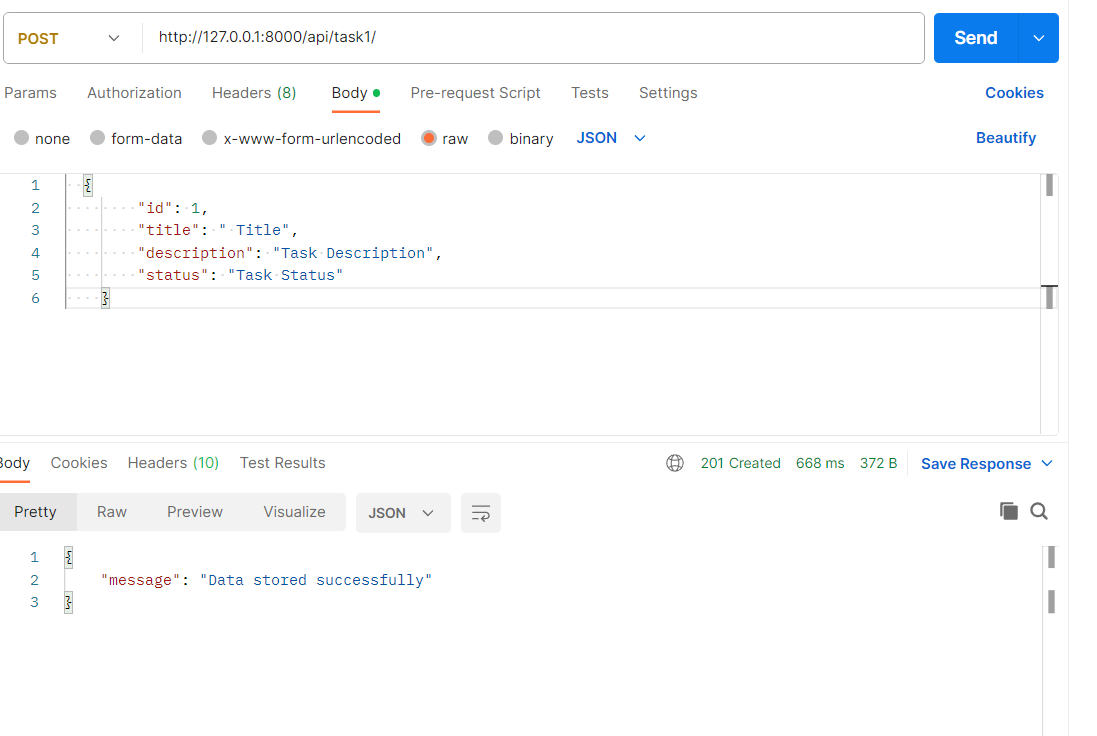 POST http://127.0.0.1:8000/api/task1/ Send
Params Authorization Headers (8) Body Pre-request Script Tests Settings Cookies
none form-data x-www-form-urlencoded raw binary JSON Beautify
1 {
2 "id": 1,
3 "title": " Title",
4 "description": "Task Description",
5 "status": "Task Status"
6 }
Body Cookies Headers (10) Test Results 201 Created 668 ms 372 B Save Response
Pretty Raw Preview Visualize JSON
1 {
2 "message": "Data stored successfully"
3 }